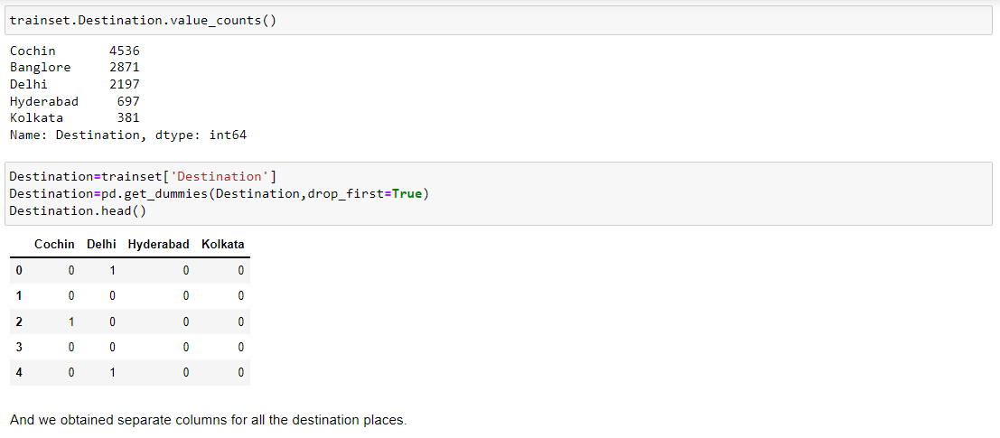 trainset.Destination.value_counts()
Cochin 4536
Banglore 2871
Delhi 2197
Hyderabad 697
Kolkata 381
Name: Destination, dtype: int64
Destination=trainset['Destination']
Destination=pd.get_dummies(Destination,drop_first=True)
Destination.head()
Cochin Delhi Hyderabad Kolkata
0 0 1 0 0
1 0 0 0 0
2 1 0 0 0
3 0 0 0 0
4 0 1 0 0
And we obtained separate columns for all the destination places.